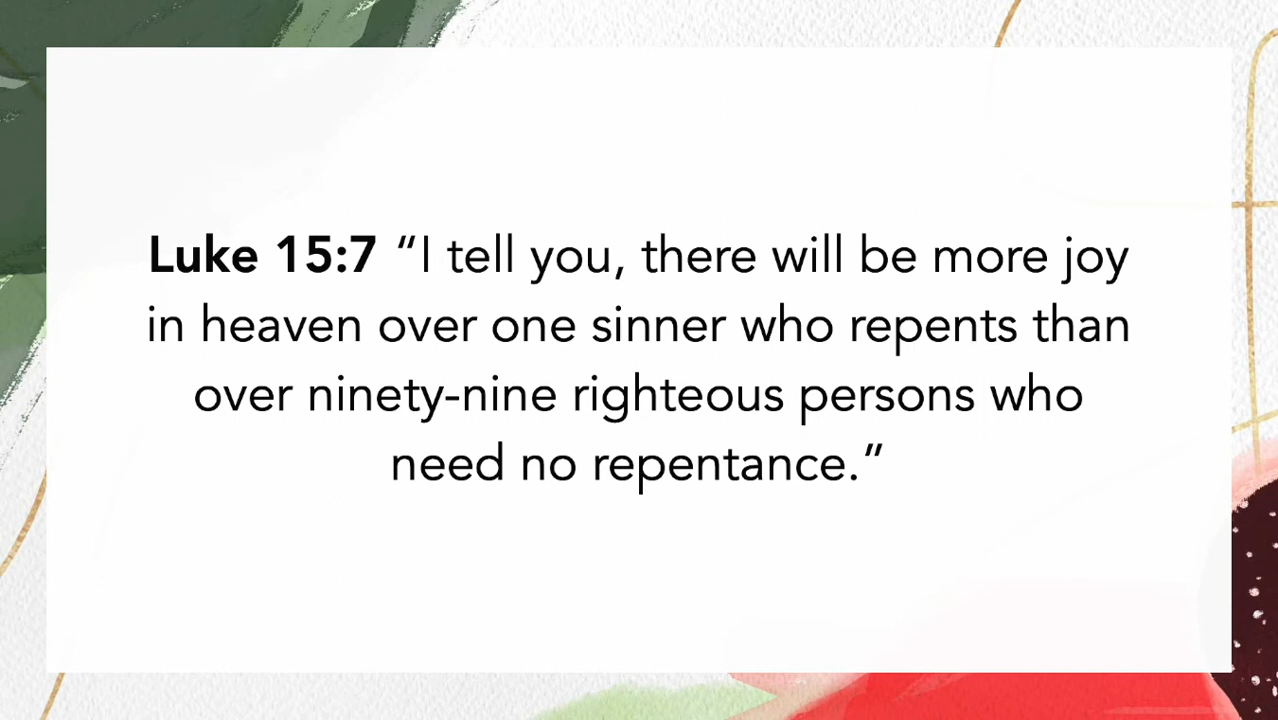 Luke 15:7 “I tell you, there will be more joy
in heaven over one sinner who repents than
over ninety-nine righteous persons who
need no repentance.”